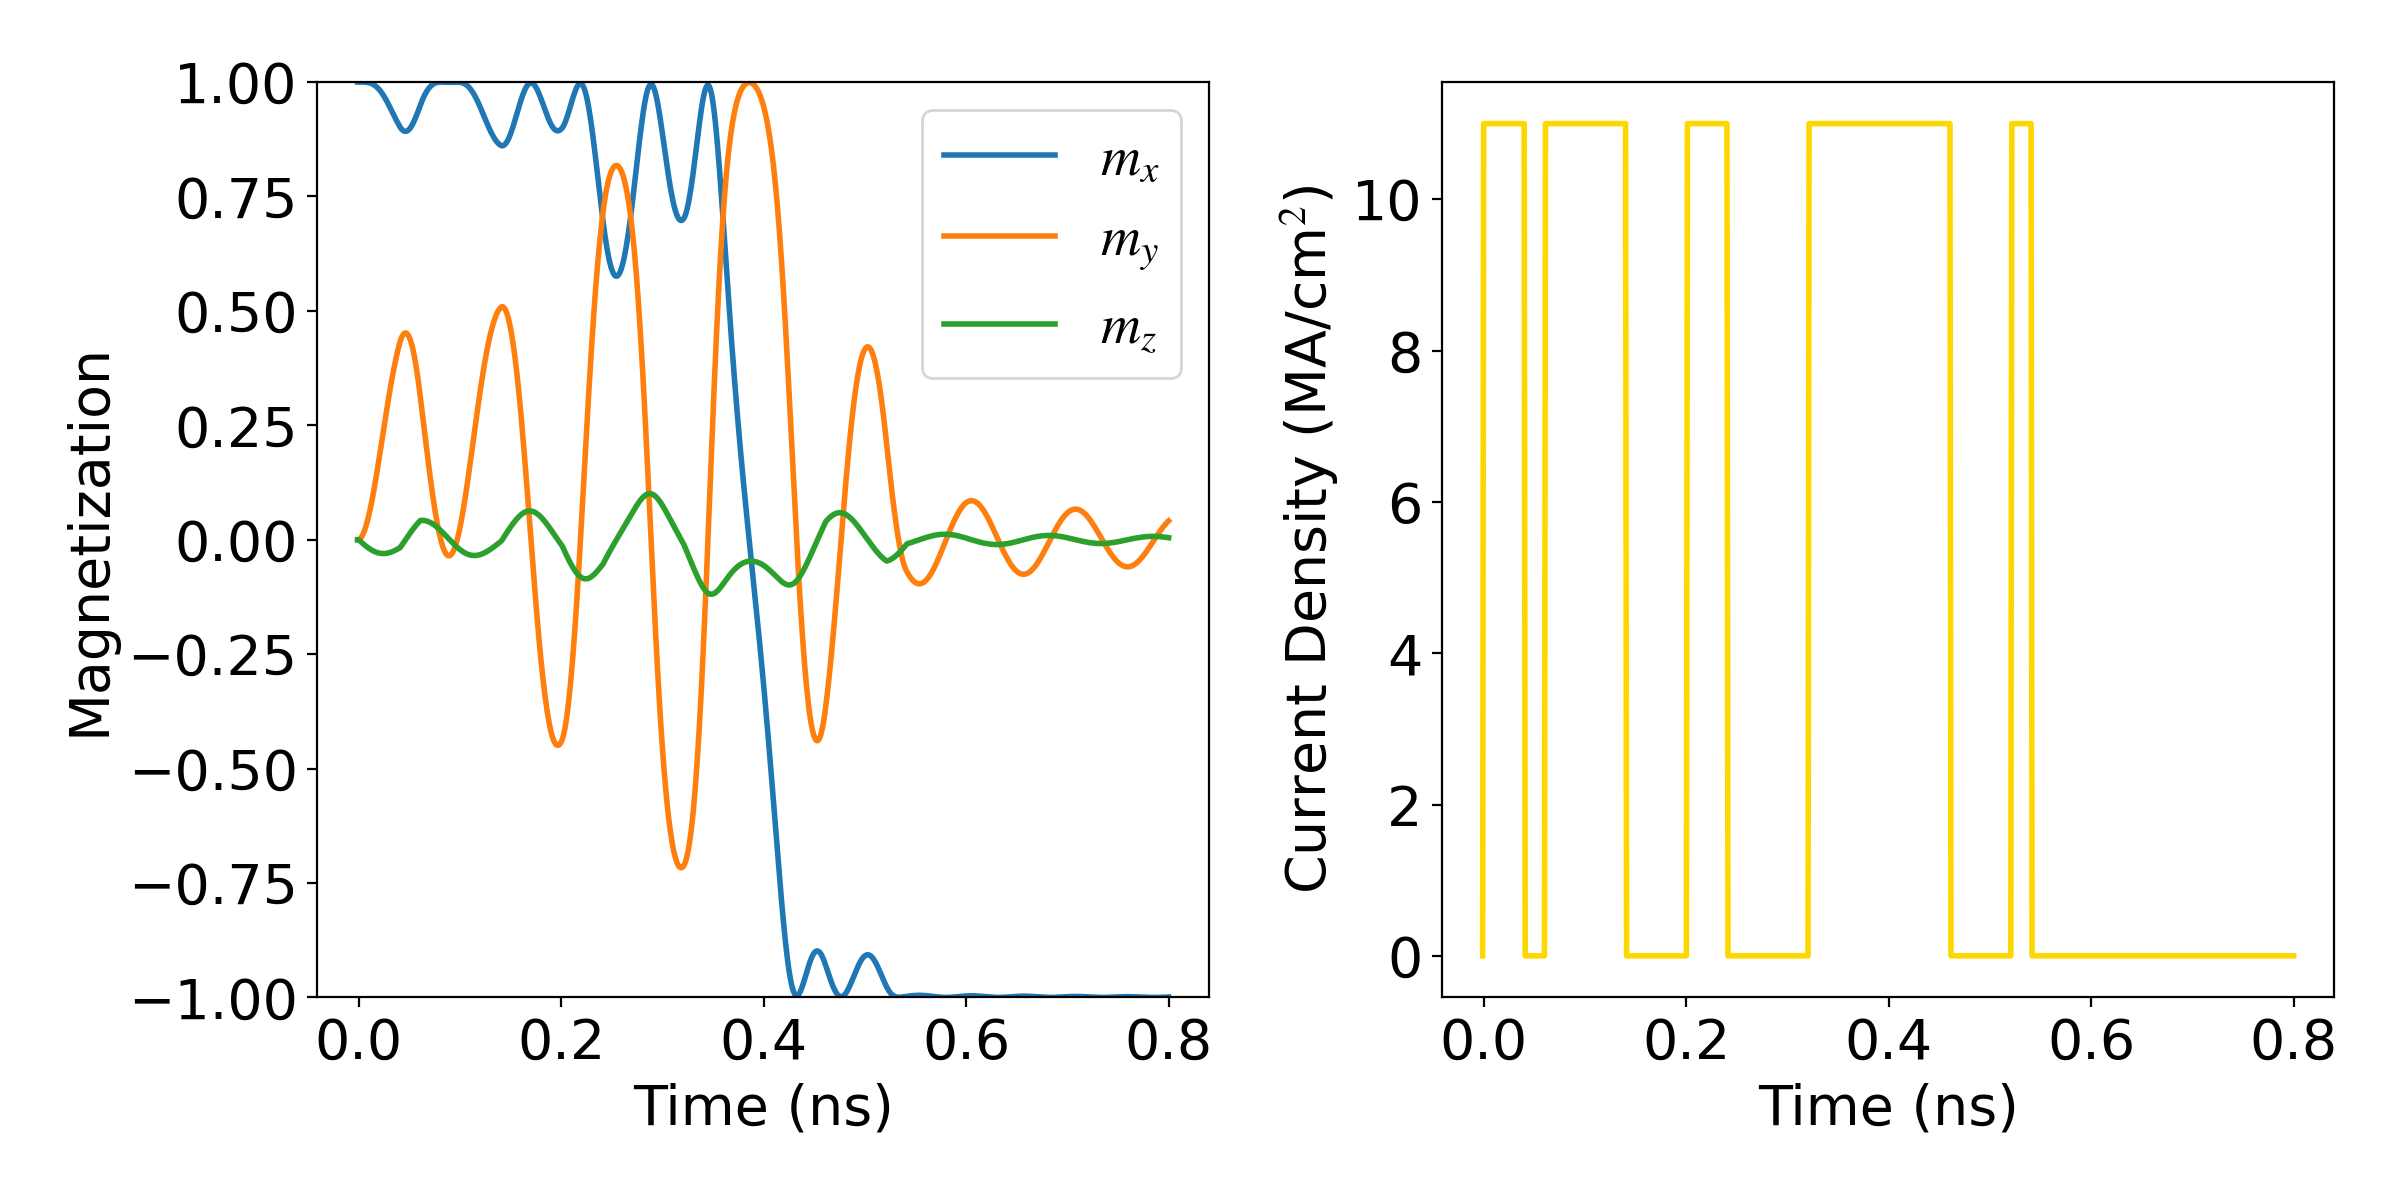 Magnetization
1.00
0.75
0.50
0.25
0.00
−0.25
−0.50
−0.75
−1.00
0.0 0.2 0.4 0.6 0.8
Time (ns)
m_x
m_y
m_z
Current Density (MA/cm²)
10
8
6
4
2
0
0.0 0.2 0.4 0.6 0.8
Time (ns)